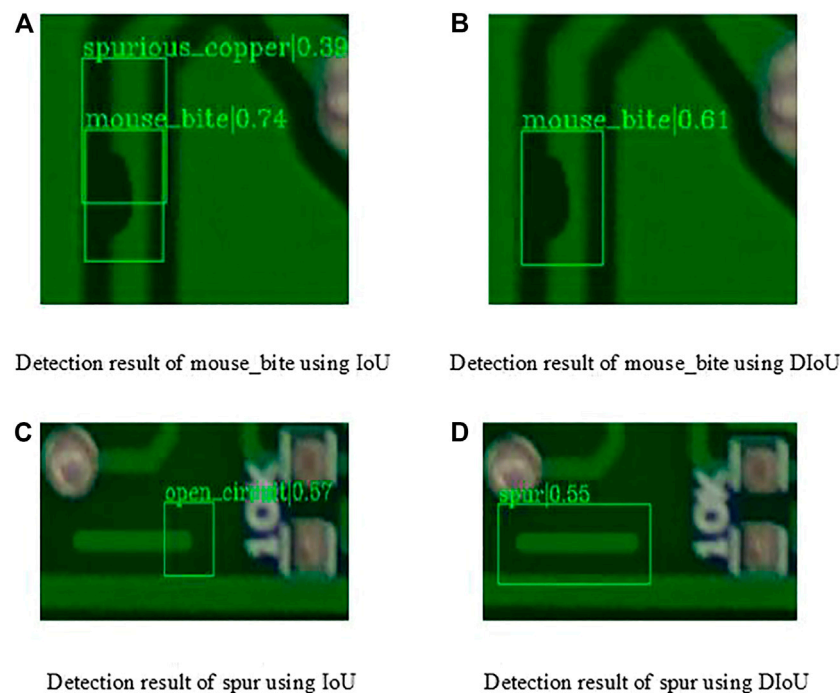 A
B
spurious_copper|0.39
mouse_bite|0.74
mouse_bite|0.61
Detection result of mouse_bite using IoU
Detection result of mouse_bite using DIoU
C
D
open_circuit|0.57
10K
spur|0.55
10K
Detection result of spur using IoU
Detection result of spur using DIoU